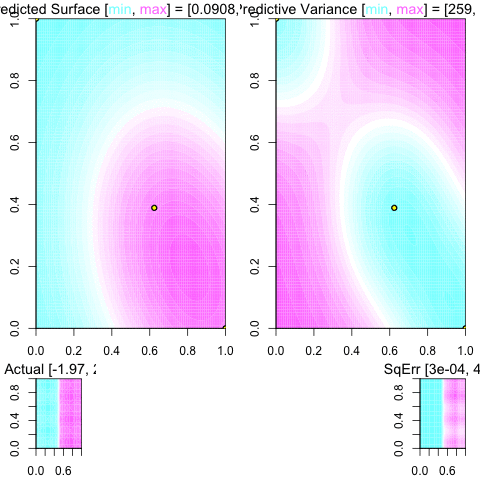 edicted Surface [min, max] = [0.0908,
redictive Variance [min, max] = [259,
0.0 0.2 0.4 0.6 0.8 1.0
0.0 0.2 0.4 0.6 0.8 1.0
0.0 0.2 0.4 0.6 0.8 1.0
0.0 0.2 0.4 0.6 0.8 1.0
Actual [-1.97,
SqErr [3e-04, 4
0.0 0.4 0.8
0.0 0.4 0.8
0.0 0.6
0.0 0.6